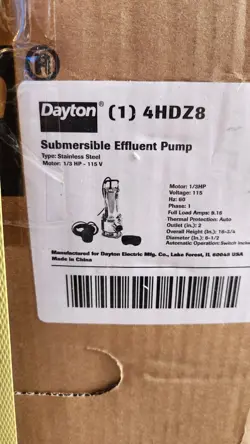 Dayton® (1) 4HDZ8
Submersible Effluent Pump
Type: Stainless Steel
Motor: 1/3 HP - 115 V
Motor: 1/3HP
Voltage: 115
Hz: 60
Phase: 1
Full Load Amps: 9.15
Thermal Protection: Auto
Outlet (In.): 2
Overall Height (In.): 16-3/4
Diameter (In.): 6-1/2
Automatic Operation: Switch
Manufactured for Dayton Electric Mfg. Co., Lake Forest, IL 60045 USA
Made in China